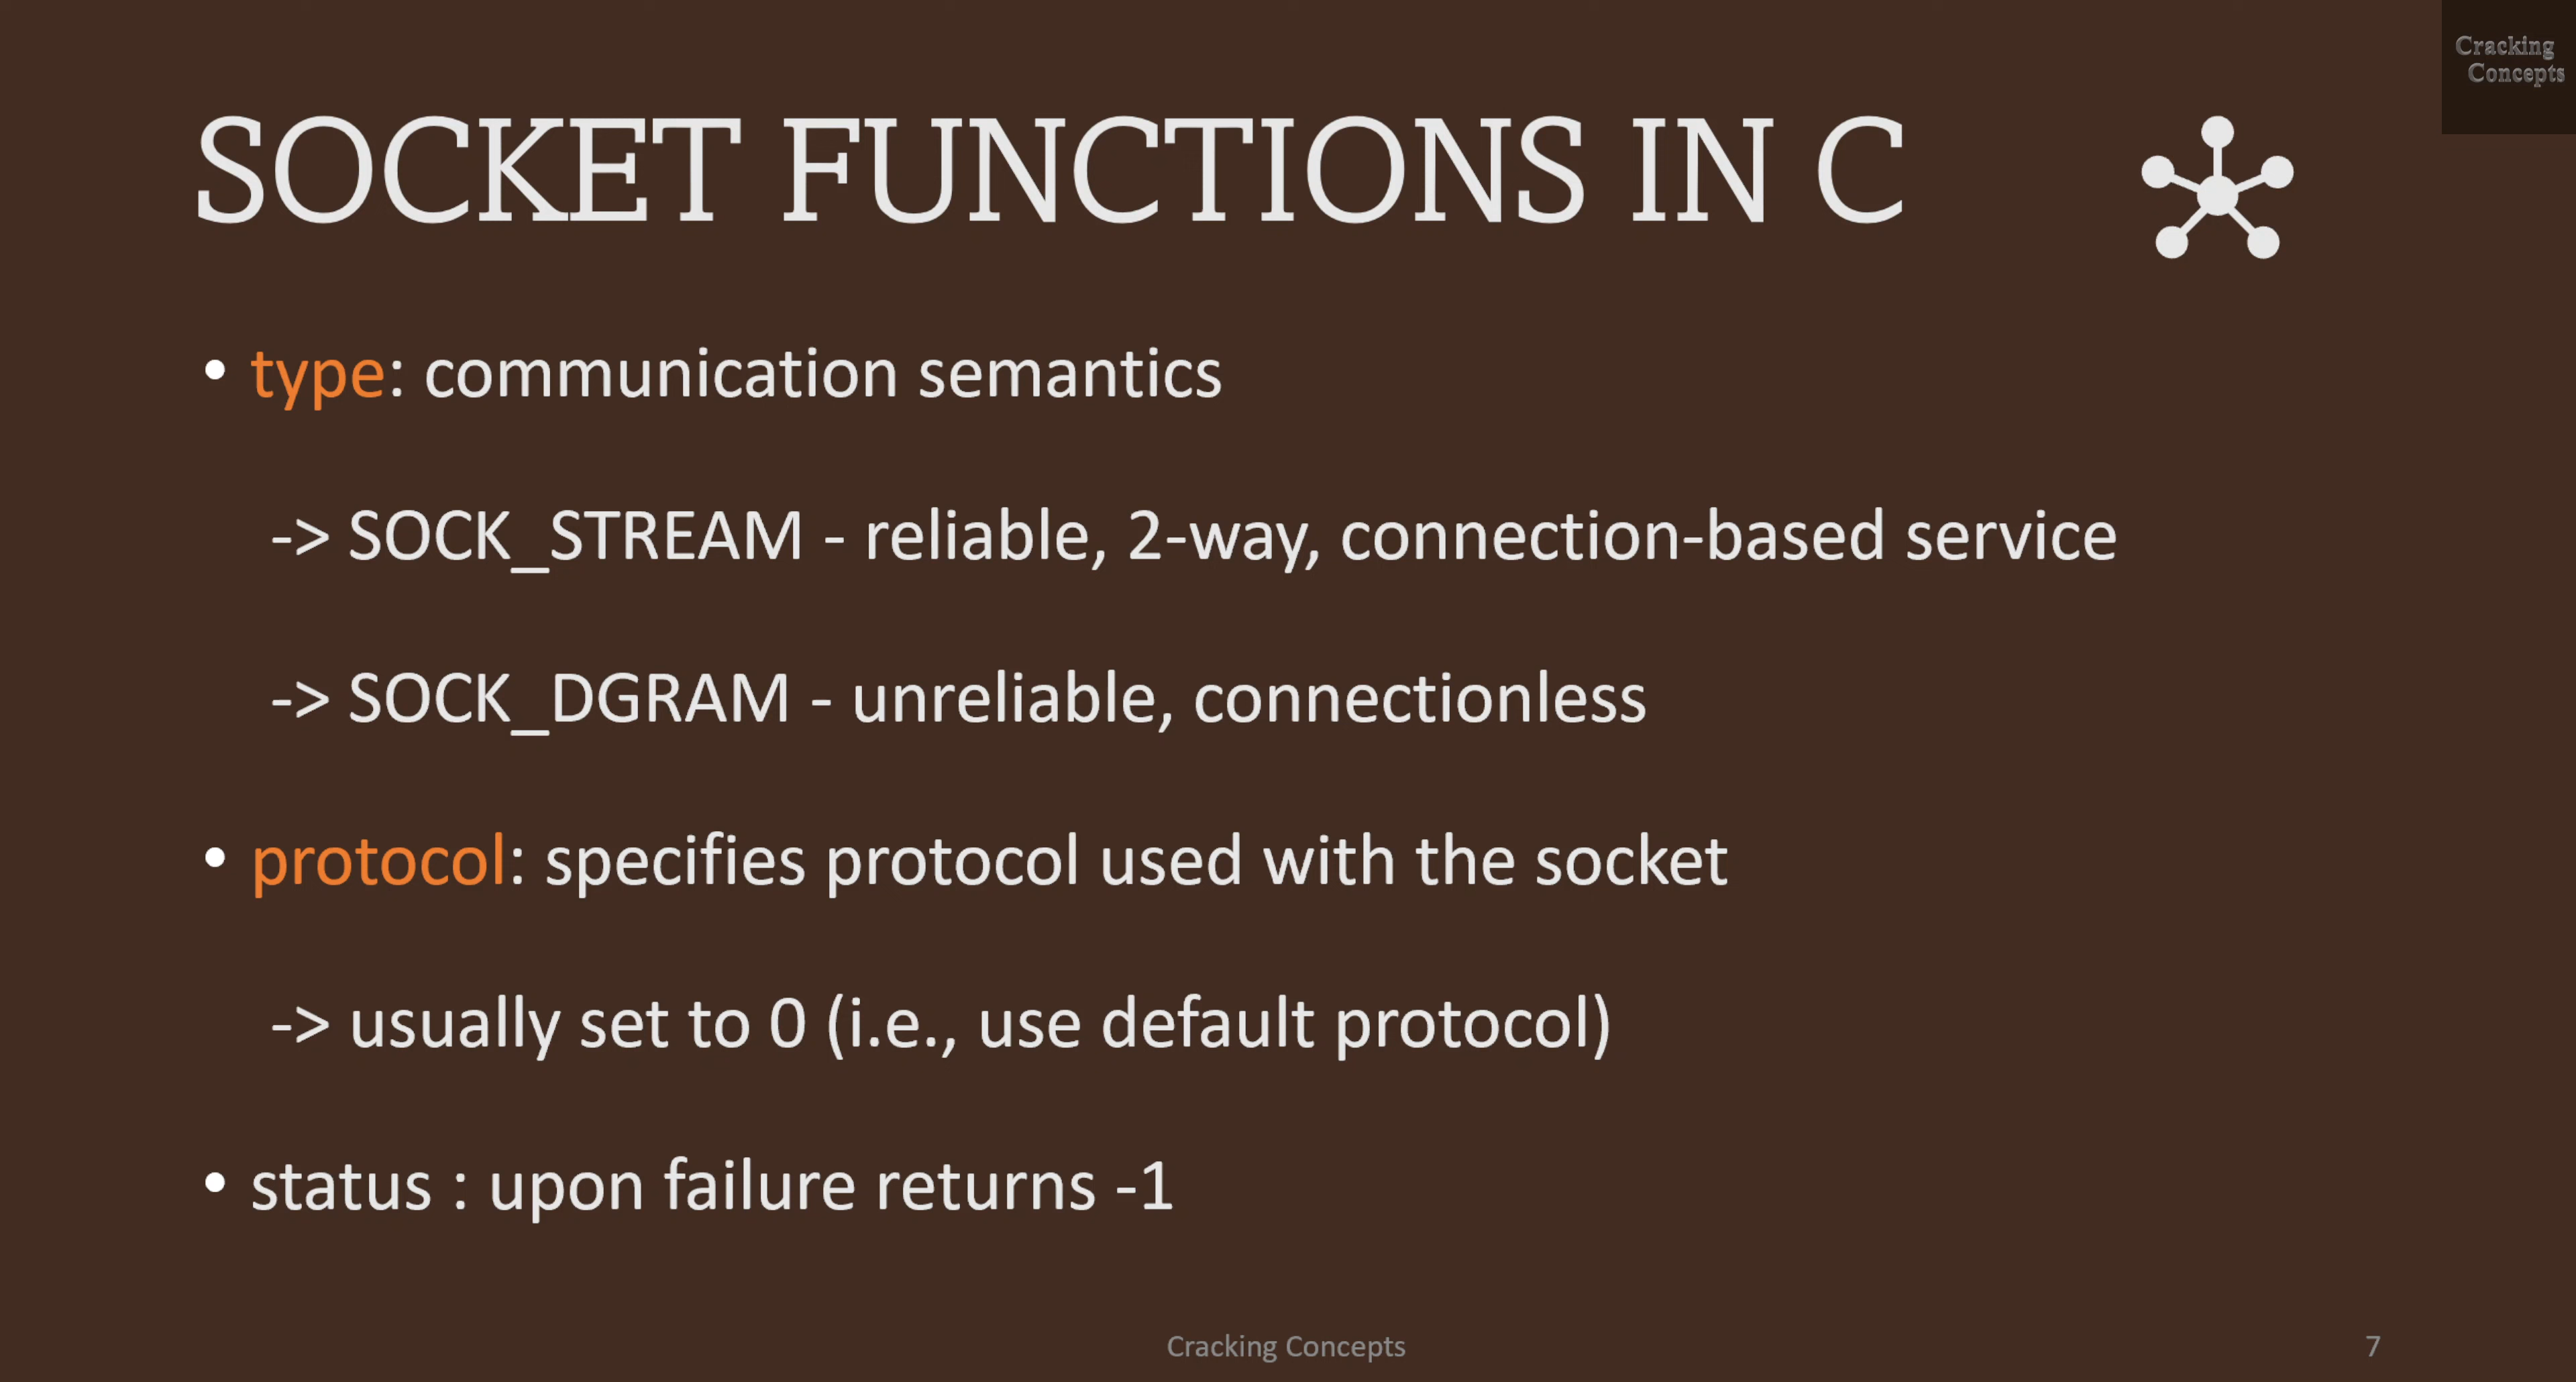 Cracking
Concepts
SOCKET FUNCTIONS IN C
• type: communication semantics
-> SOCK_STREAM - reliable, 2-way, connection-based service
-> SOCK_DGRAM - unreliable, connectionless
• protocol: specifies protocol used with the socket
-> usually set to 0 (i.e., use default protocol)
• status : upon failure returns -1
Cracking Concepts
7